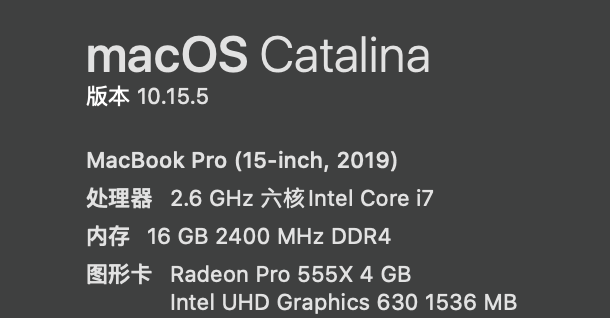 macOS Catalina
版本 10.15.5
MacBook Pro (15-inch, 2019)
处理器 2.6 GHz 六核Intel Core i7
内存 16 GB 2400 MHz DDR4
图形卡 Radeon Pro 555X 4 GB
Intel UHD Graphics 630 1536 MB